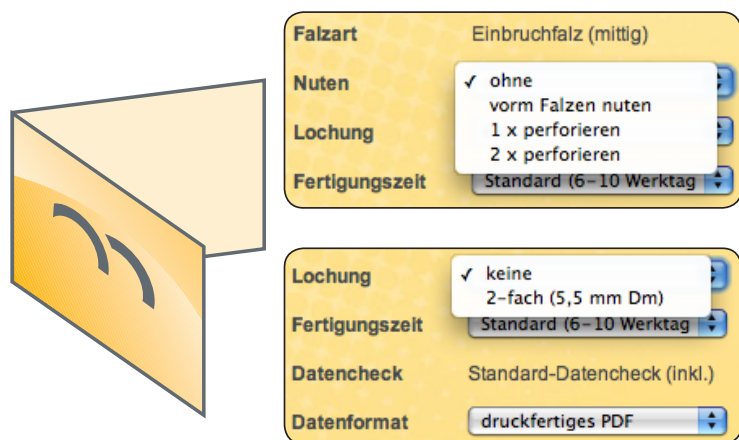 Falzart Einbruchfalz (mittig)
Nuten ✓ ohne
vorm Falzen nuten
Lochung 1 x perforieren
2 x perforieren
Fertigungszeit Standard (6–10 Werktag
Lochung ✓ keine
2-fach (5,5 mm Dm)
Fertigungszeit Standard (6–10 Werktag
Datencheck Standard-Datencheck (inkl.)
Datenformat druckfertiges PDF